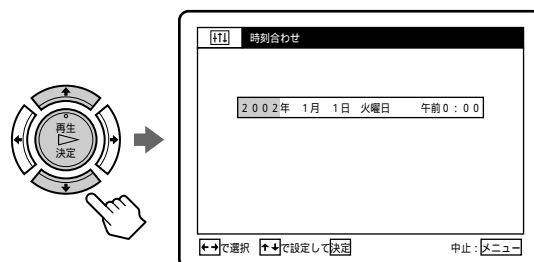 時刻合わせ
2002年 1月 1日 火曜日 午前0:00
再生
決定
←→で選択 ↑↓で設定して決定 中止:メニュー